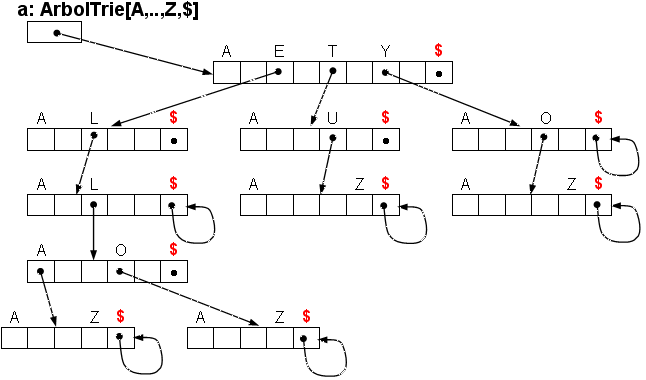 a: ArbolTrie[A,..,Z,$]
A E T Y $
A L $ A U $ A O $
A L $ A Z $ A Z $
A O $
A Z $ A Z $